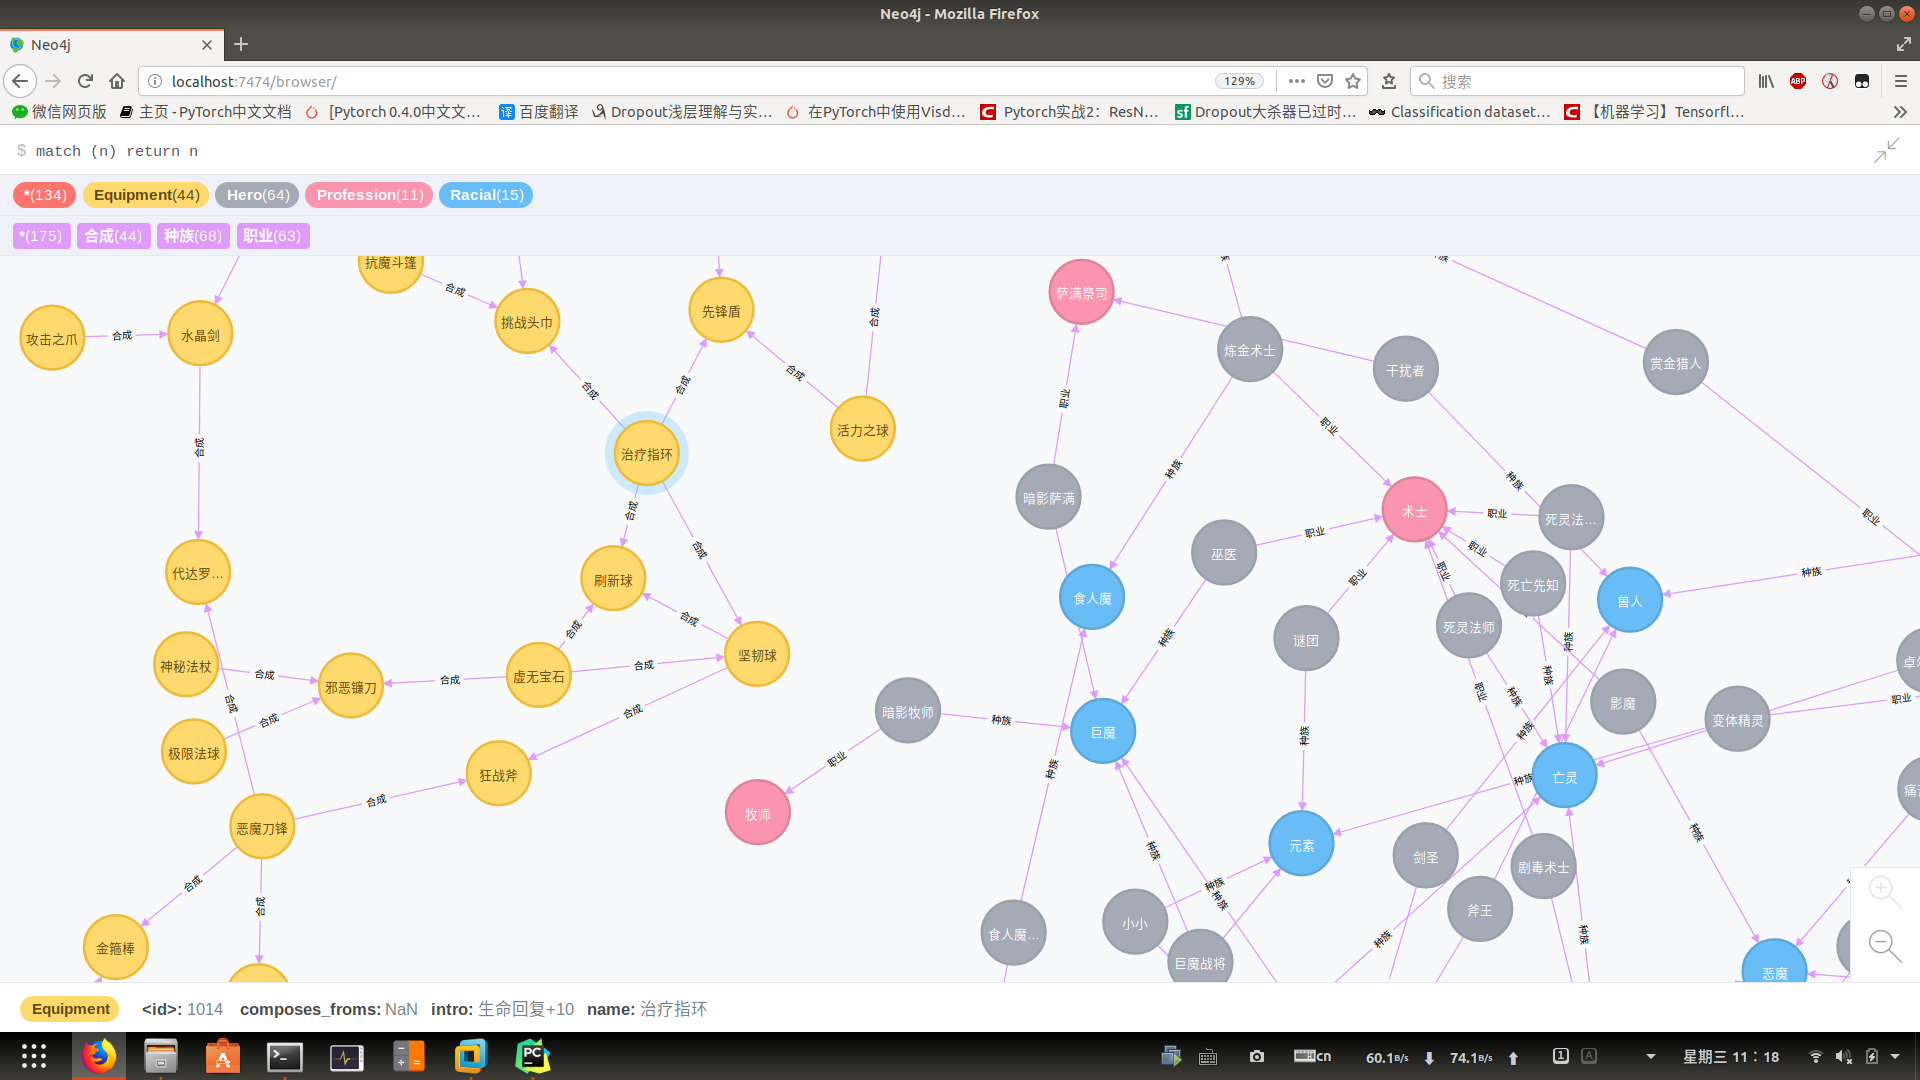 Neo4j - Mozilla Firefox
Neo4j
localhost:7474/browser/
129%
搜索
微信网页版
主页 - PyTorch中文文档
[Pytorch 0.4.0中文文…
百度翻译
Dropout浅层理解与实…
在PyTorch中使用Visd…
Pytorch实战2：ResN…
Dropout大杀器已过时…
Classification dataset…
【机器学习】Tensorfl…
$ match (n) return n
*(134)
Equipment(44)
Hero(64)
Profession(11)
Racial(15)
*(175)
合成(44)
种族(68)
职业(63)
抗魔斗篷
合成
挑战头巾
先锋盾
合成
萨满祭司
攻击之爪
合成
水晶剑
炼金术士
干扰者
赏金猎人
合成
合成
合成
职业
活力之球
职业
合成
治疗指环
种族
种族
暗影萨满
术士
职业
死灵法…
职业
合成
合成
巫医
职业
职业
代达罗…
刷新球
职业
职业
种族
死亡先知
食人魔
兽人
合成
合成
死灵法师
谜团
种族
种族
坚韧球
神秘法杖
合成
邪恶镰刀
合成
虚无宝石
合成
种族
职业
种族
影魔
职业
合成
合成
合成
暗影牧师
种族
巨魔
种族
种族
变体精灵
极限法球
职业
种族
狂战斧
种族
亡灵
合成
恶魔刀锋
牧师
元素
种族
种族
剑圣
剧毒术士
合成
合成
种族
种族
小小
斧王
金箍棒
食人魔…
种族
种族
巨魔战将
恶魔
Equipment
<id>: 1014 composes_froms: NaN intro: 生命回复+10 name: 治疗指环
cn
60.1B/s
74.1B/s
1
A
星期三 11：18